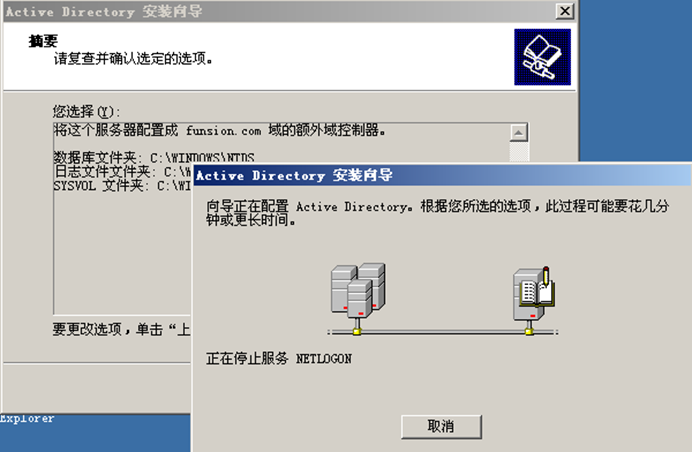 Active Directory 安装向导
摘要
请复查并确认选定的选项。
您选择(Y):
将这个服务器配置成 funsion.com 域的额外域控制器。
数据库文件夹: C:\WINDOWS\NTDS
日志文件文件夹: C:\W
SYSVOL 文件夹: C:\WI
要更改选项，单击“上
Explorer
Active Directory 安装向导
向导正在配置 Active Directory。根据您所选的选项，此过程可能要花几分
钟或更长时间。
正在停止服务 NETLOGON
取消